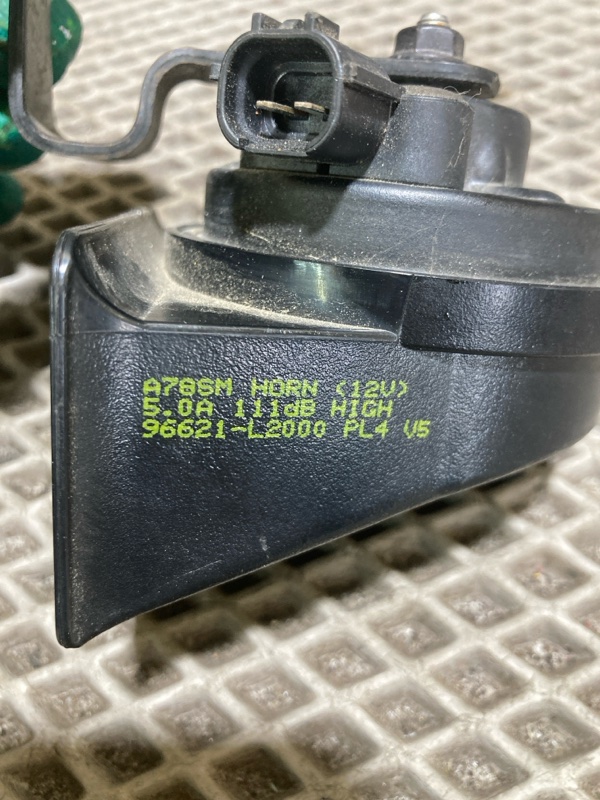 A78SM HORN (12V)
5.0A 111dB HIGH
96621-L2000 PL4 V5